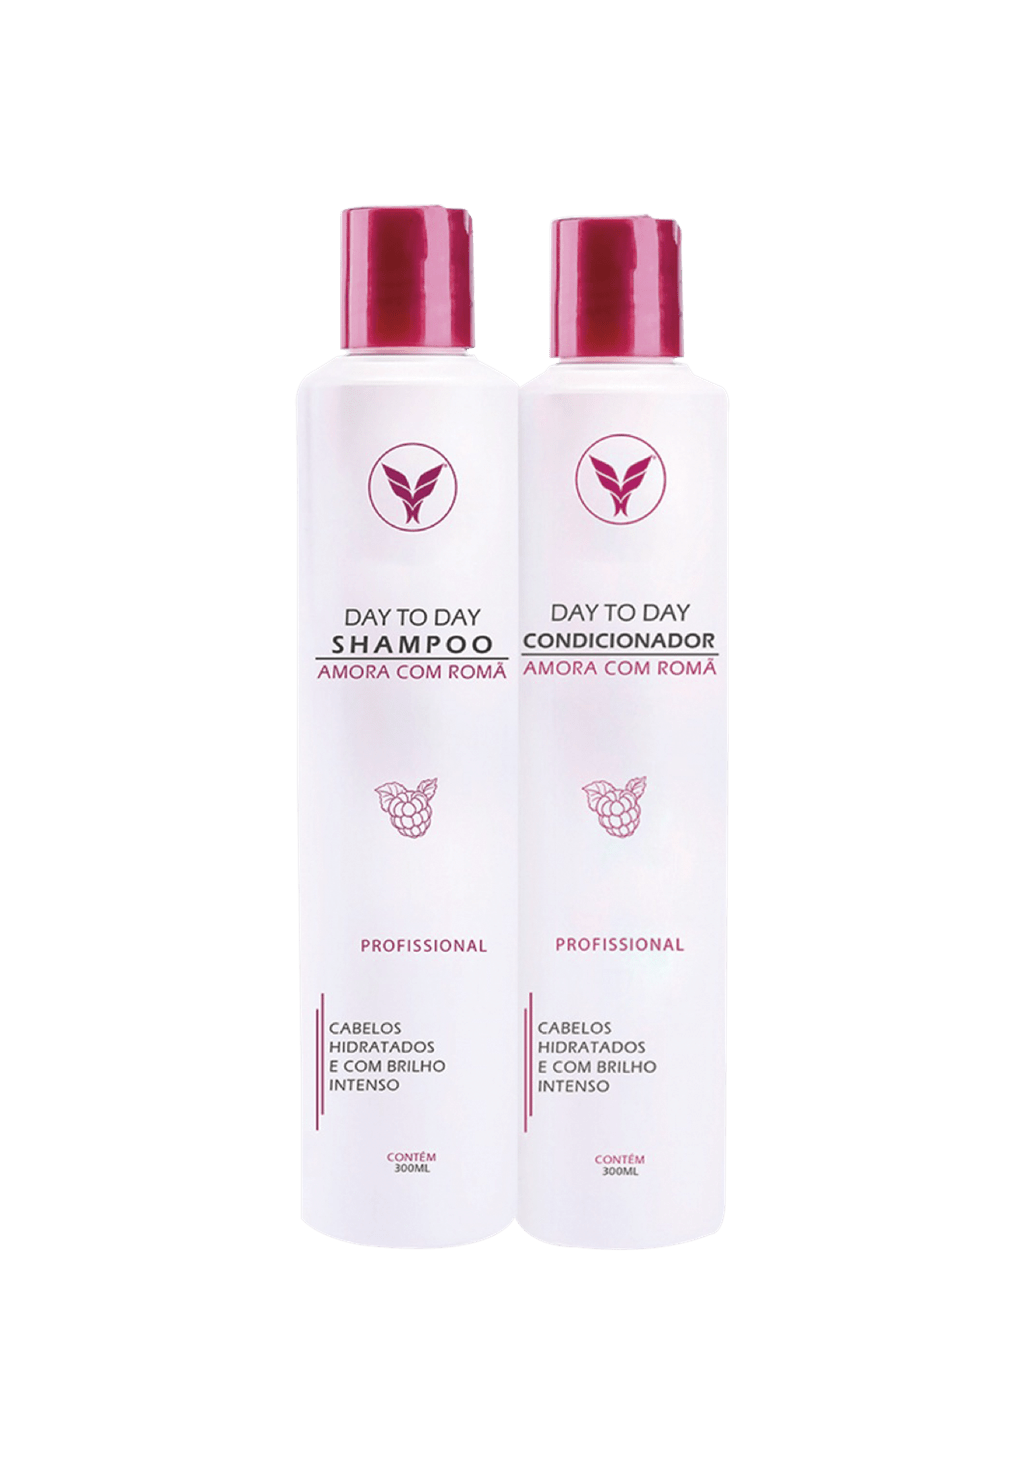 DAY TO DAY
SHAMPOO
AMORA COM ROMÃ
PROFISSIONAL
CABELOS
HIDRATADOS
E COM BRILHO
INTENSO
CONTÉM
300ML
DAY TO DAY
CONDICIONADOR
AMORA COM ROMÃ
PROFISSIONAL
CABELOS
HIDRATADOS
E COM BRILHO
INTENSO
CONTÉM
300ML